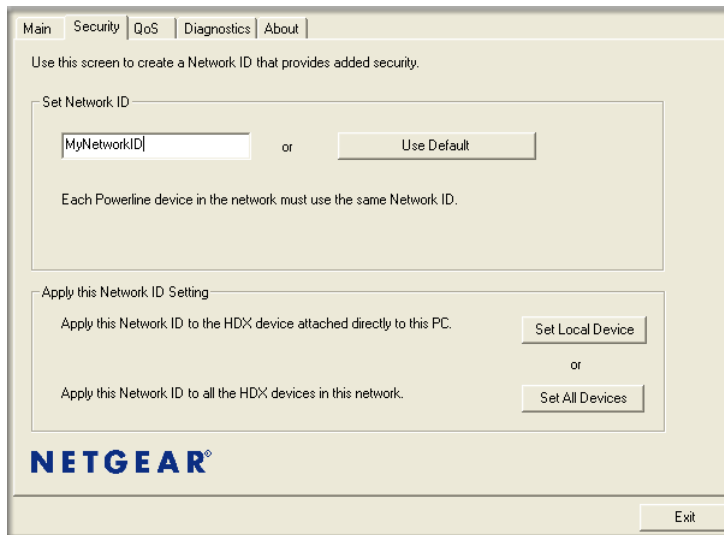 Main Security QoS Diagnostics About
Use this screen to create a Network ID that provides added security.
Set Network ID
MyNetworkID or Use Default
Each Powerline device in the network must use the same Network ID.
Apply this Network ID Setting
Apply this Network ID to the HDX device attached directly to this PC. Set Local Device
or
Apply this Network ID to all the HDX devices in this network. Set All Devices
NETGEAR®
Exit